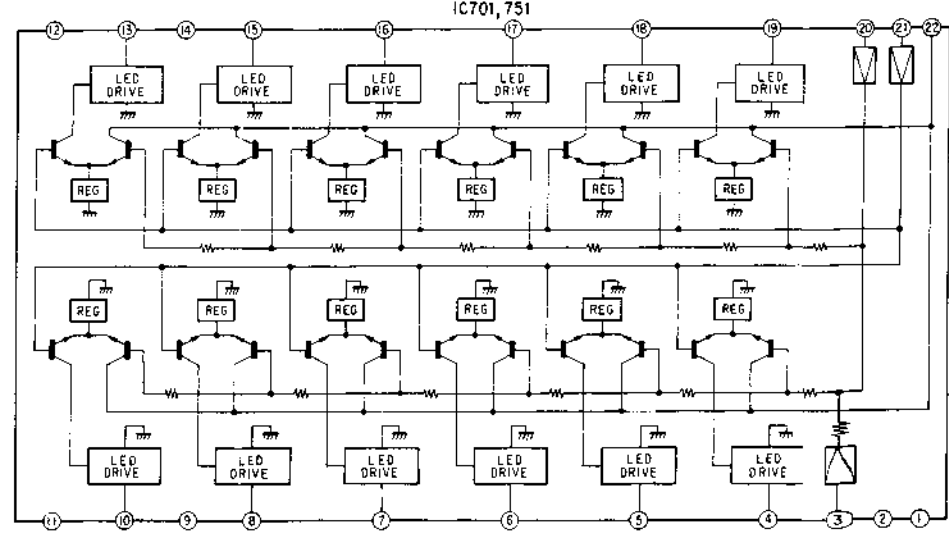 IC701, 751
12 13 14 15 16 17 18 19 20 21 22
LED DRIVE LED DRIVE LED DRIVE LED DRIVE LED DRIVE LED DRIVE
REG REG REG REG REG REG
REG REG REG REG REG REG
LED DRIVE LED DRIVE LED DRIVE LED DRIVE LED DRIVE LED DRIVE
11 10 9 8 7 6 5 4 3 2 1